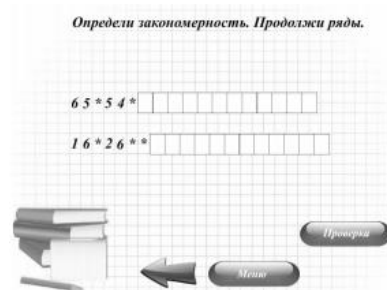 Определи закономерность. Продолжи ряды.
6 5 * 5 4 *
1 6 * 2 6 * *
Проверка
Меню